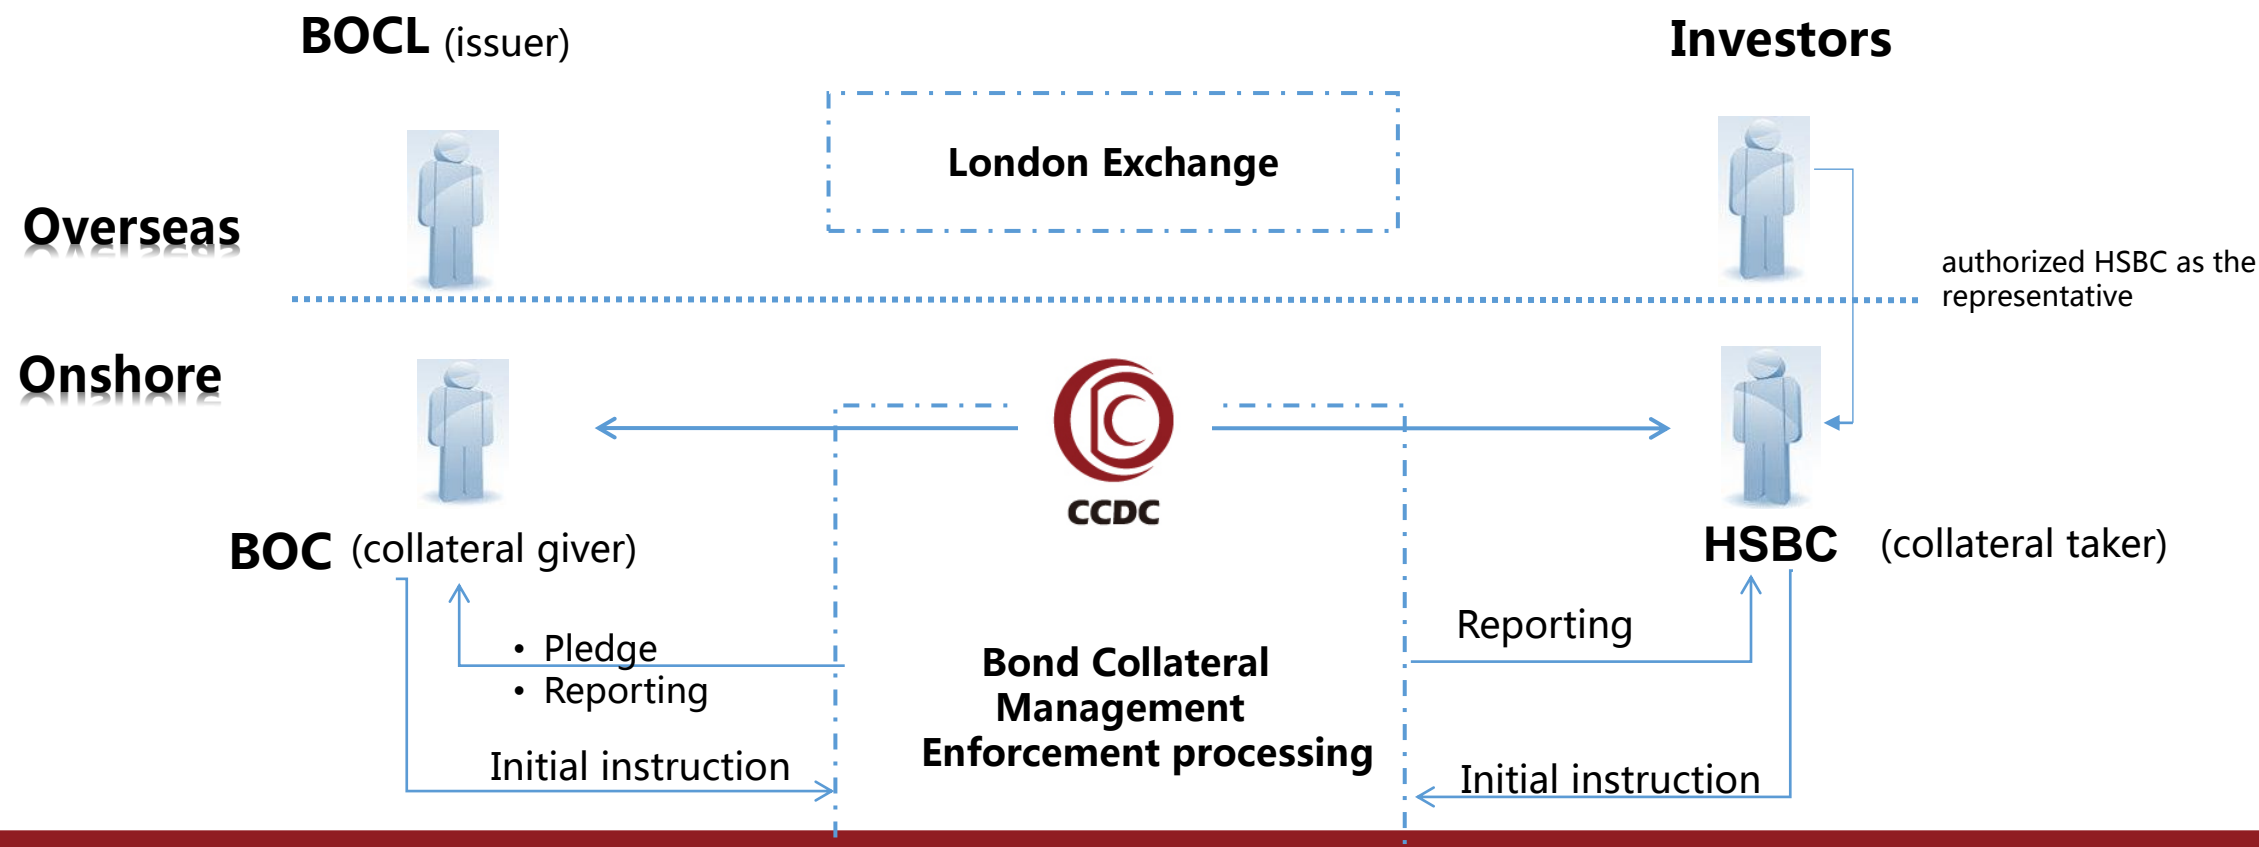 BOCL (issuer)
Investors
London Exchange
Overseas
authorized HSBC as the
representative
Onshore
CCDC
BOC (collateral giver)
HSBC (collateral taker)
• Pledge
• Reporting
Reporting
Bond Collateral
Management
Enforcement processing
Initial instruction
Initial instruction